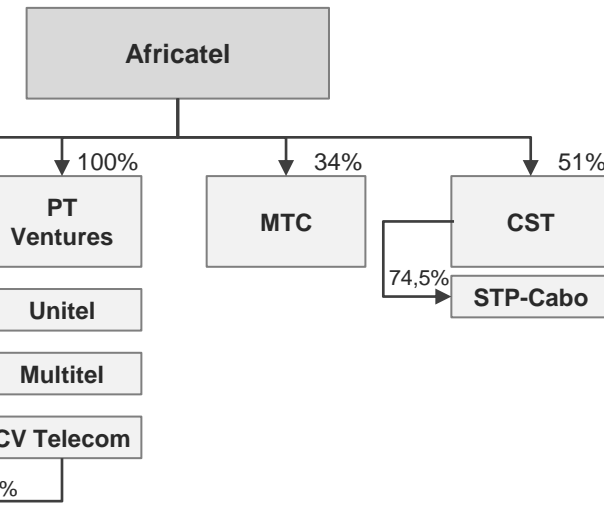 Africatel
100%
34%
51%
PT
Ventures
MTC
CST
74,5%
STP-Cabo
Unitel
Multitel
CV Telecom
%